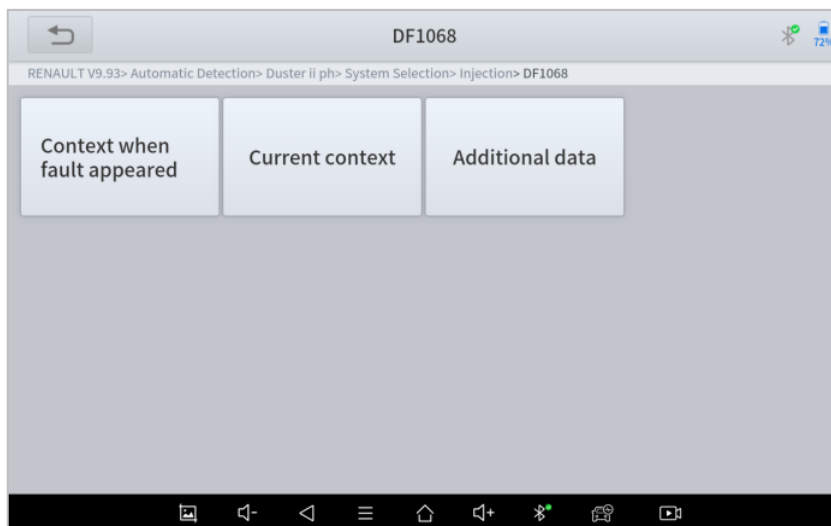 DF1068
72%
RENAULT V9.93> Automatic Detection> Duster ii ph> System Selection> Injection> DF1068
Context when
fault appeared
Current context
Additional data